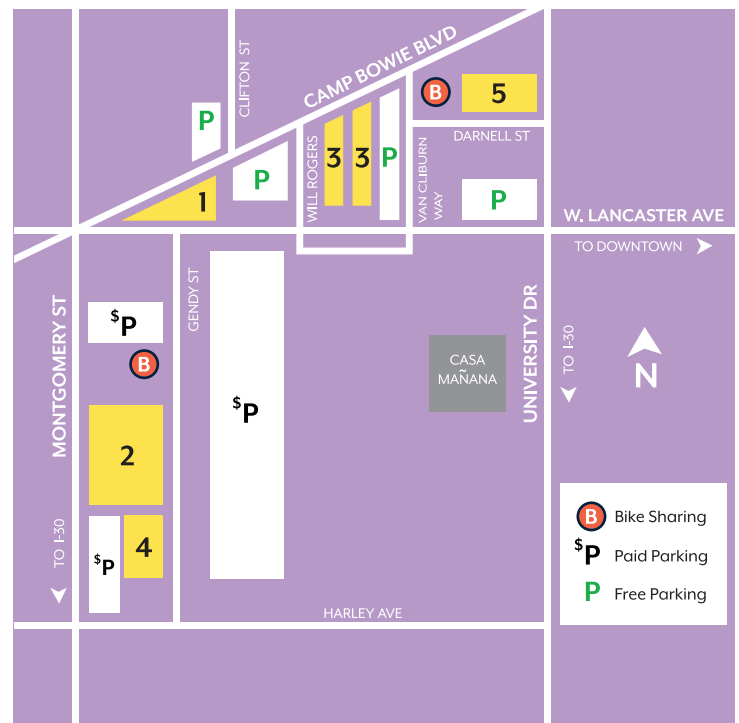 CLIFTON ST
CAMP BOWIE BLVD
B
5
P
DARNELL ST
WILL ROGERS
3
3
P
VAN CLIBURN
WAY
P
P
1
W. LANCASTER AVE
TO DOWNTOWN
MONTGOMERY ST
GENDY ST
$P
B
UNIVERSITY DR
TO I-30
N
CASA
MAÑANA
$P
2
TO I-30
$P
4
B Bike Sharing
$P Paid Parking
P Free Parking
HARLEY AVE